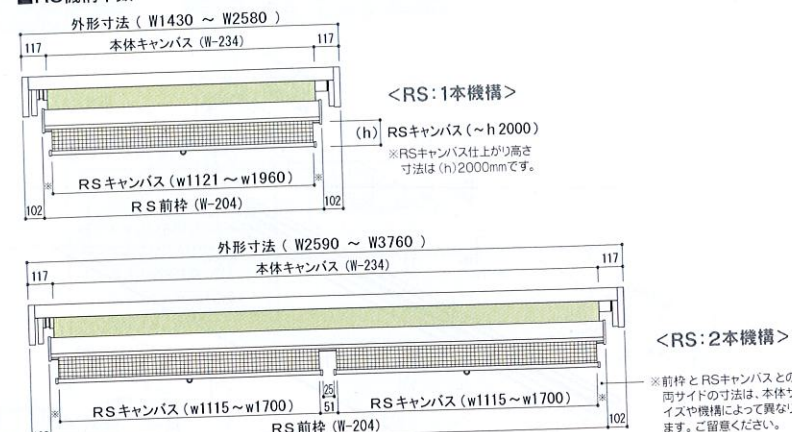 外形寸法 ( W1430 ～ W2580 )
117
本体キャンバス (W-234)
117
<RS:1本機構>
(h)
RSキャンバス(～h2000)
※RSキャンバス仕上がり高さ
寸法は(h)2000mmです。
※
RSキャンバス(w1121～w1960)
※
102
RS前枠 (W-204)
102
外形寸法 ( W2590 ～ W3760 )
117
本体キャンバス (W-234)
117
<RS:2本機構>
25
※
RSキャンバス(w1115～w1700)
51
RSキャンバス(w1115～w1700)
※
RS前枠 (W-204)
102
※前枠とRSキャンバスとの
両サイドの寸法は、本体サ
イズや機構によって異なり
ます。ご留意ください。